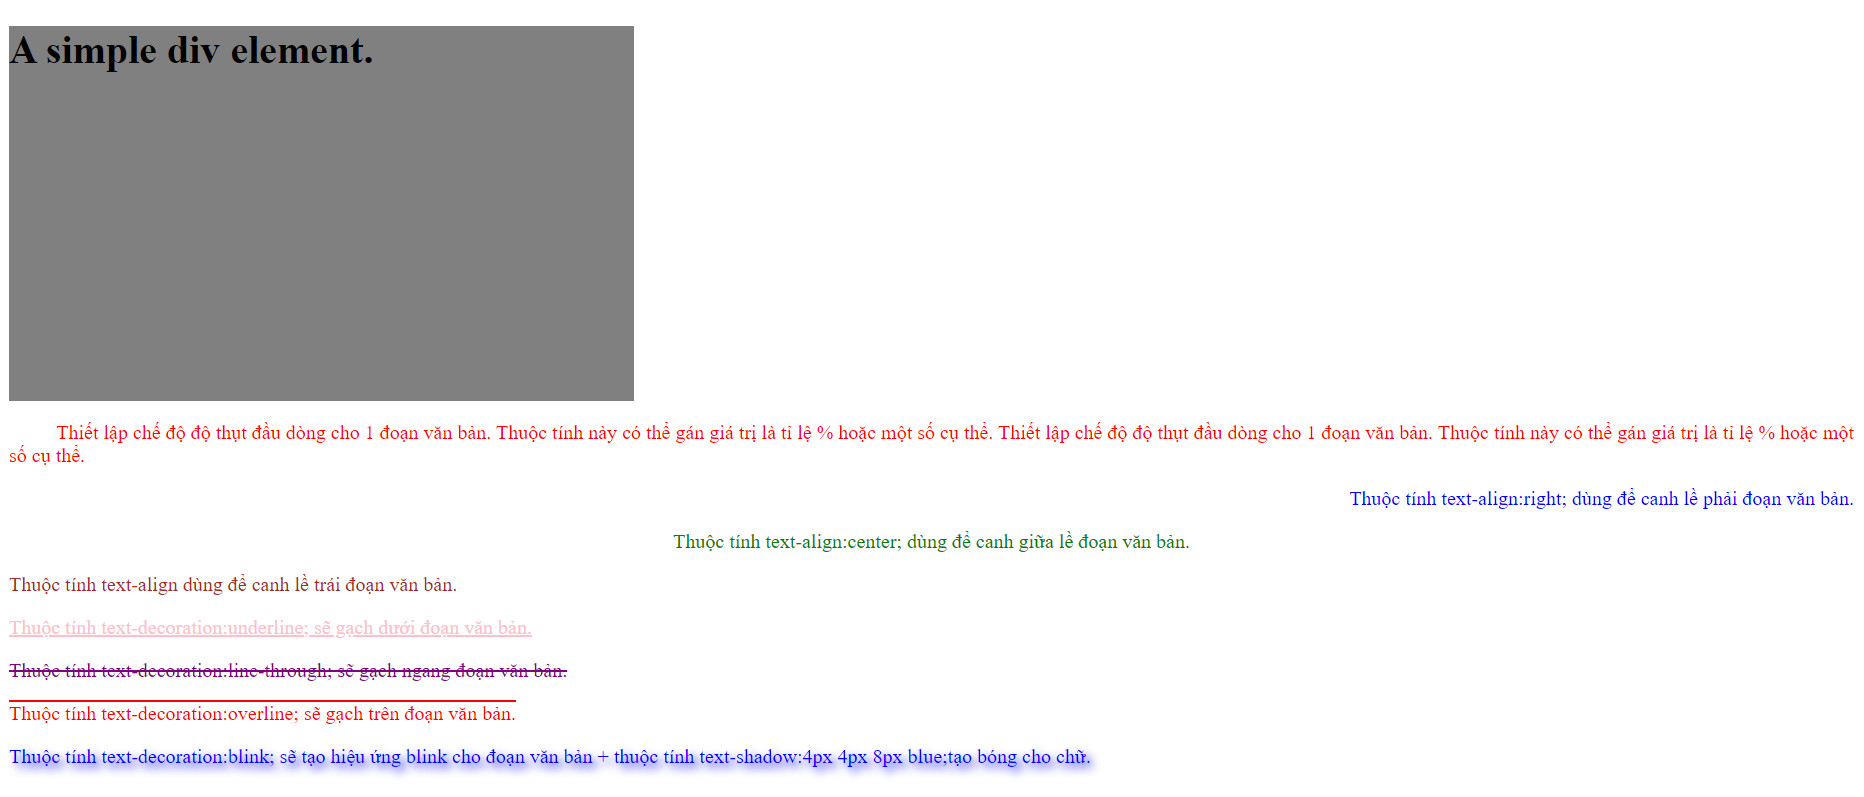 A simple div element.
Thiết lập chế độ độ thụt đầu dòng cho 1 đoạn văn bản. Thuộc tính này có thể gán giá trị là tỉ lệ % hoặc một số cụ thể. Thiết lập chế độ độ thụt đầu dòng cho 1 đoạn văn bản. Thuộc tính này có thể gán giá trị là tỉ lệ % hoặc một
số cụ thể.
Thuộc tính text-align:right; dùng để canh lề phải đoạn văn bản.
Thuộc tính text-align:center; dùng để canh giữa lề đoạn văn bản.
Thuộc tính text-align dùng để canh lề trái đoạn văn bản.
Thuộc tính text-decoration:underline; sẽ gạch dưới đoạn văn bản.
Thuộc tính text-decoration:line-through; sẽ gạch ngang đoạn văn bản.
Thuộc tính text-decoration:overline; sẽ gạch trên đoạn văn bản.
Thuộc tính text-decoration:blink; sẽ tạo hiệu ứng blink cho đoạn văn bản + thuộc tính text-shadow:4px 4px 8px blue;tạo bóng cho chữ.